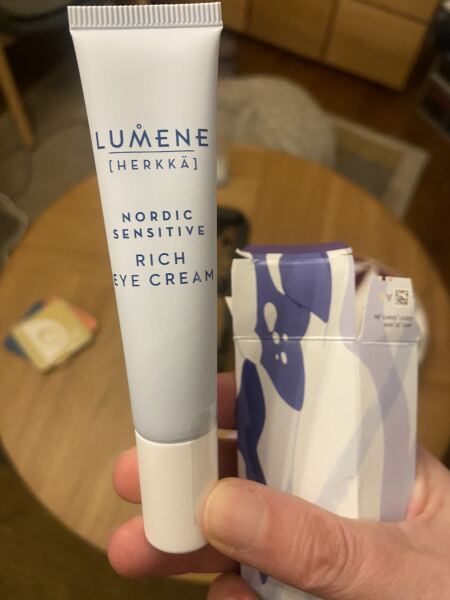 LUMENE
[HERKKÄ]
NORDIC
SENSITIVE
RICH
EYE CREAM